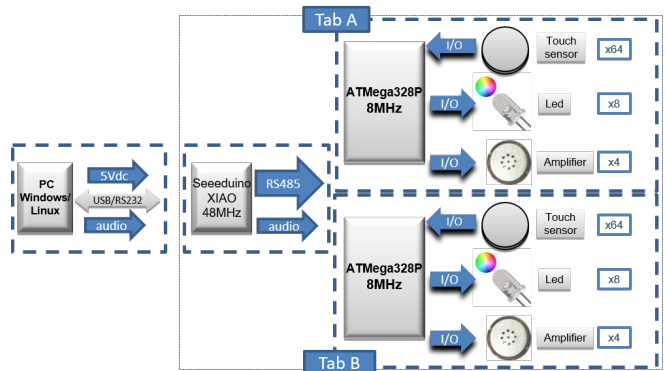 Tab A
PC
Windows/
Linux
5Vdc
USB/RS232
audio
Seeeduino
XIAO
48MHz
RS485
audio
ATMega328P
8MHz
I/O
Touch
sensor
x64
I/O
Led
x8
I/O
Amplifier
x4
ATMega328P
8MHz
I/O
Touch
sensor
x64
I/O
Led
x8
I/O
Amplifier
x4
Tab B